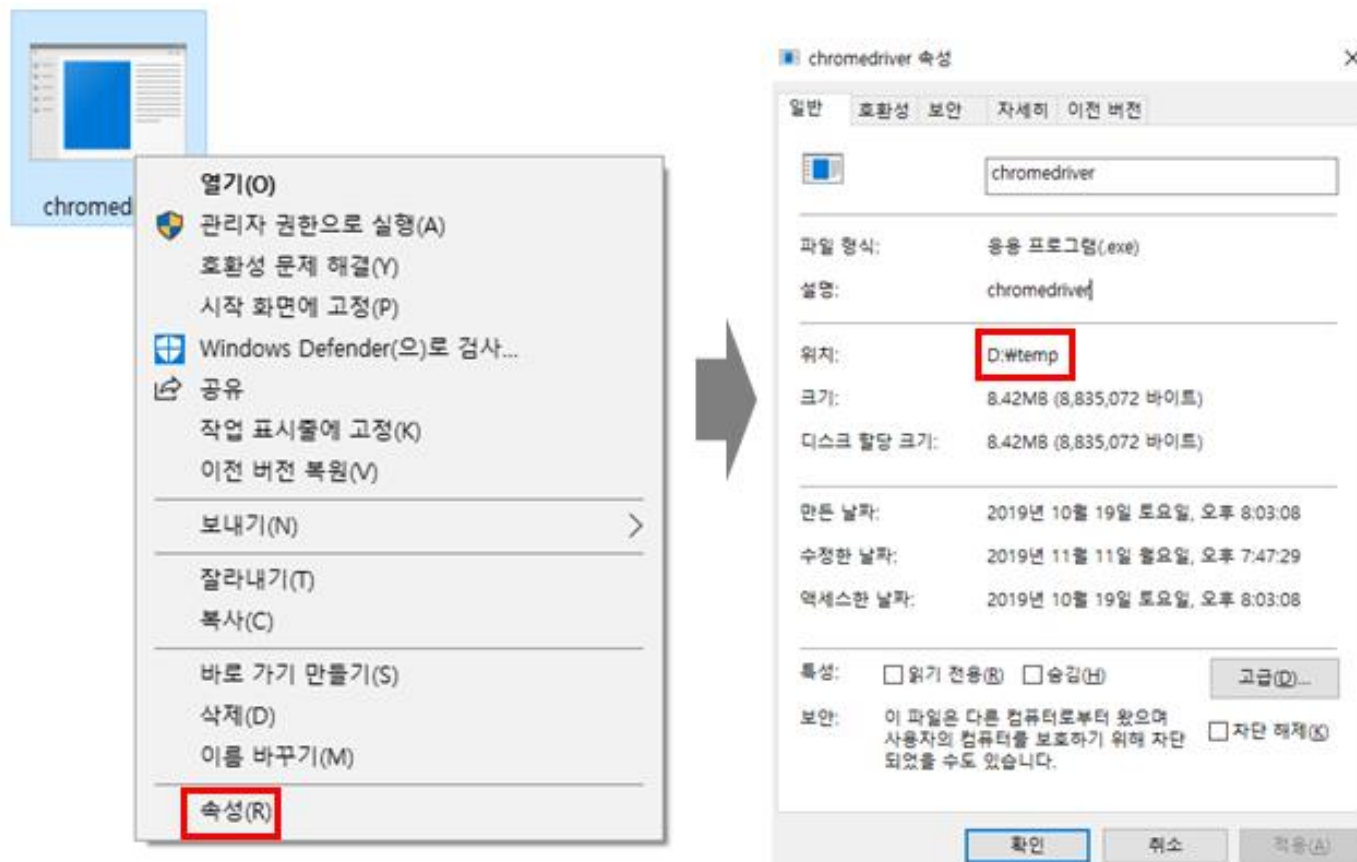 chromed
열기(O)
관리자 권한으로 실행(A)
호환성 문제 해결(Y)
시작 화면에 고정(P)
Windows Defender(으)로 검사...
공유
작업 표시줄에 고정(K)
이전 버전 복원(V)
보내기(N)
잘라내기(T)
복사(C)
바로 가기 만들기(S)
삭제(D)
이름 바꾸기(M)
속성(R)
chromedriver 속성
일반 호환성 보안 자세히 이전 버전
chromedriver
파일 형식: 응용 프로그램(.exe)
설명: chromedriver
위치: D:₩temp
크기: 8.42MB (8,835,072 바이트)
디스크 할당 크기: 8.42MB (8,835,072 바이트)
만든 날짜: 2019년 10월 19일 토요일, 오후 8:03:08
수정한 날짜: 2019년 11월 11일 월요일, 오후 7:47:29
액세스한 날짜: 2019년 10월 19일 토요일, 오후 8:03:08
특성: 읽기 전용(R) 숨김(H) 고급(D)...
보안: 이 파일은 다른 컴퓨터로부터 왔으며
사용자의 컴퓨터를 보호하기 위해 차단
되었을 수도 있습니다.
차단 해제(K)
확인 취소 적용(A)